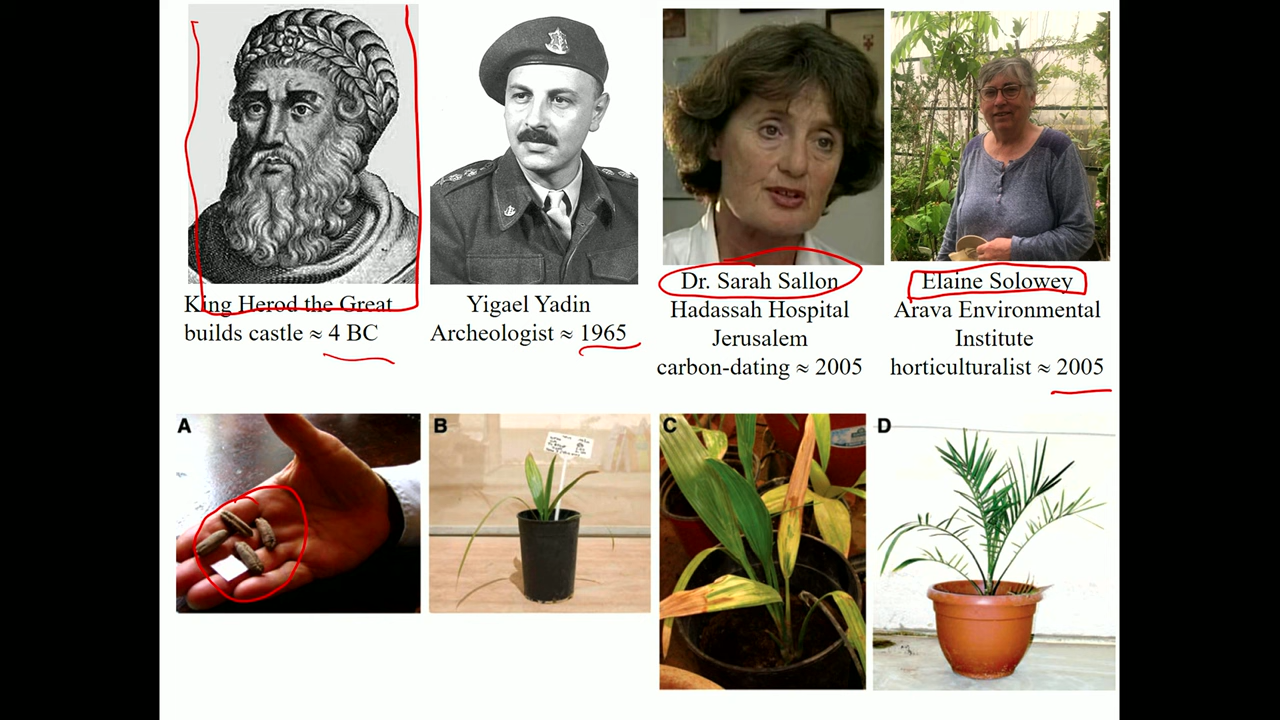 King Herod the Great
builds castle ≈ 4 BC
Yigael Yadin
Archeologist ≈ 1965
Dr. Sarah Sallon
Hadassah Hospital
Jerusalem
carbon-dating ≈ 2005
Elaine Solowey
Arava Environmental
Institute
horticulturalist ≈ 2005
A
B
C
D